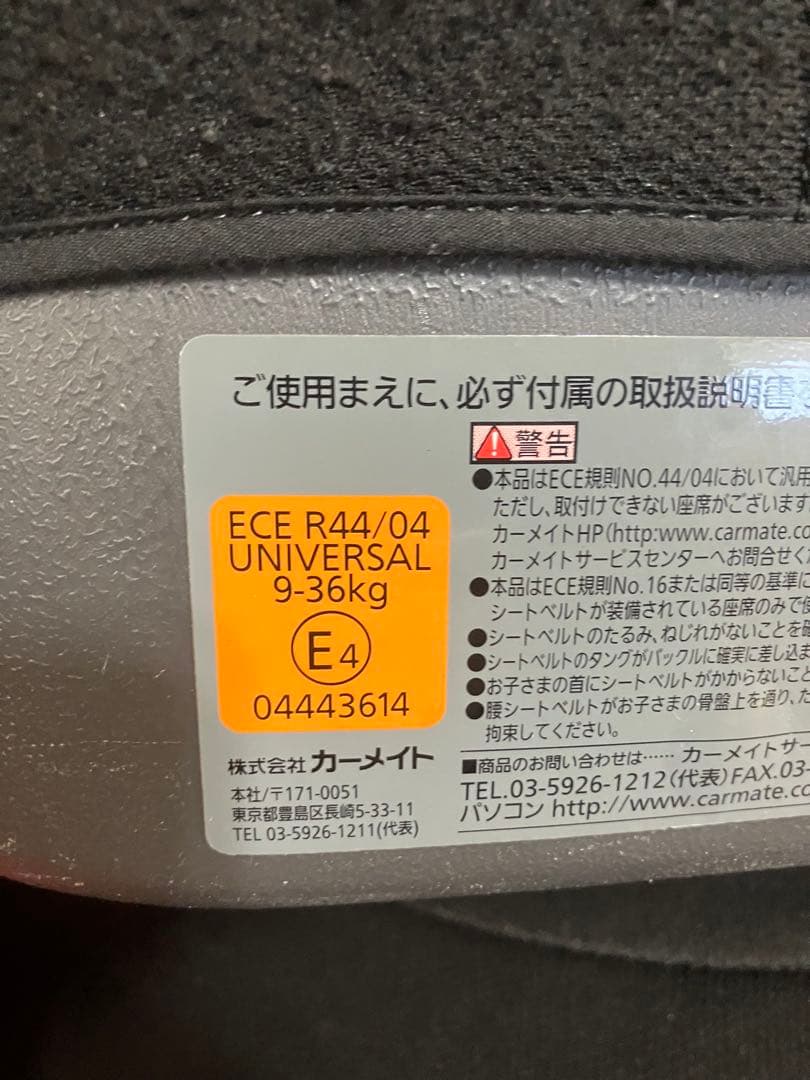 ご使用まえに、必ず付属の取扱説明書
警告
ECE R44/04
UNIVERSAL
9-36kg
E4
04443614
●本品はECE規則NO.44/04において汎用
ただし、取付けできない座席がございます
カーメイトHP(http:www.carmate.co
カーメイトサービスセンターへお問合せく
●本品はECE規則No.16または同等の基準に
シートベルトが装備されている座席のみで使
●シートベルトのたるみ、ねじれがないことを確
●シートベルトのタングがバックルに確実に差し込ま
●お子さまの首にシートベルトがかからないこと
●腰シートベルトがお子さまの骨盤上を通り、た
拘束してください。
株式会社 カーメイト
本社/〒171-0051
東京都豊島区長崎5-33-11
TEL 03-5926-1211(代表)
■商品のお問い合わせは…… カーメイトサー
TEL.03-5926-1212(代表)FAX.03-
パソコン http://www.carmate.co